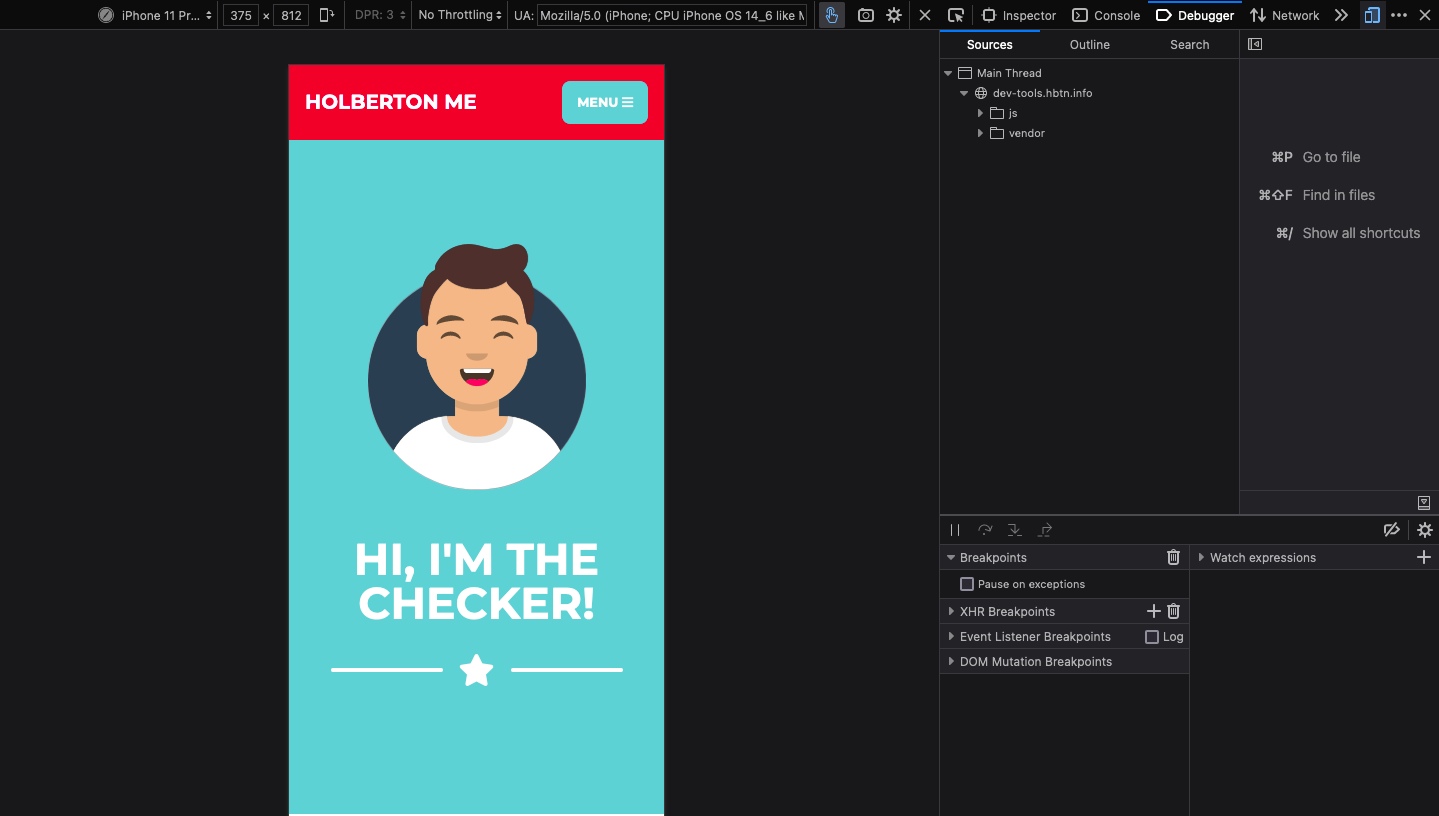 iPhone 11 Pr... 375 × 812 DPR: 3 No Throttling UA: Mozilla/5.0 (iPhone; CPU iPhone OS 14_6 like M
Inspector Console Debugger Network
Sources Outline Search
Main Thread
dev-tools.hbtn.info
js
vendor
⌘P Go to file
⌘⇧F Find in files
⌘/ Show all shortcuts
HOLBERTON ME
MENU
HI, I'M THE
CHECKER!
Breakpoints
Pause on exceptions
XHR Breakpoints
Event Listener Breakpoints Log
DOM Mutation Breakpoints
Watch expressions